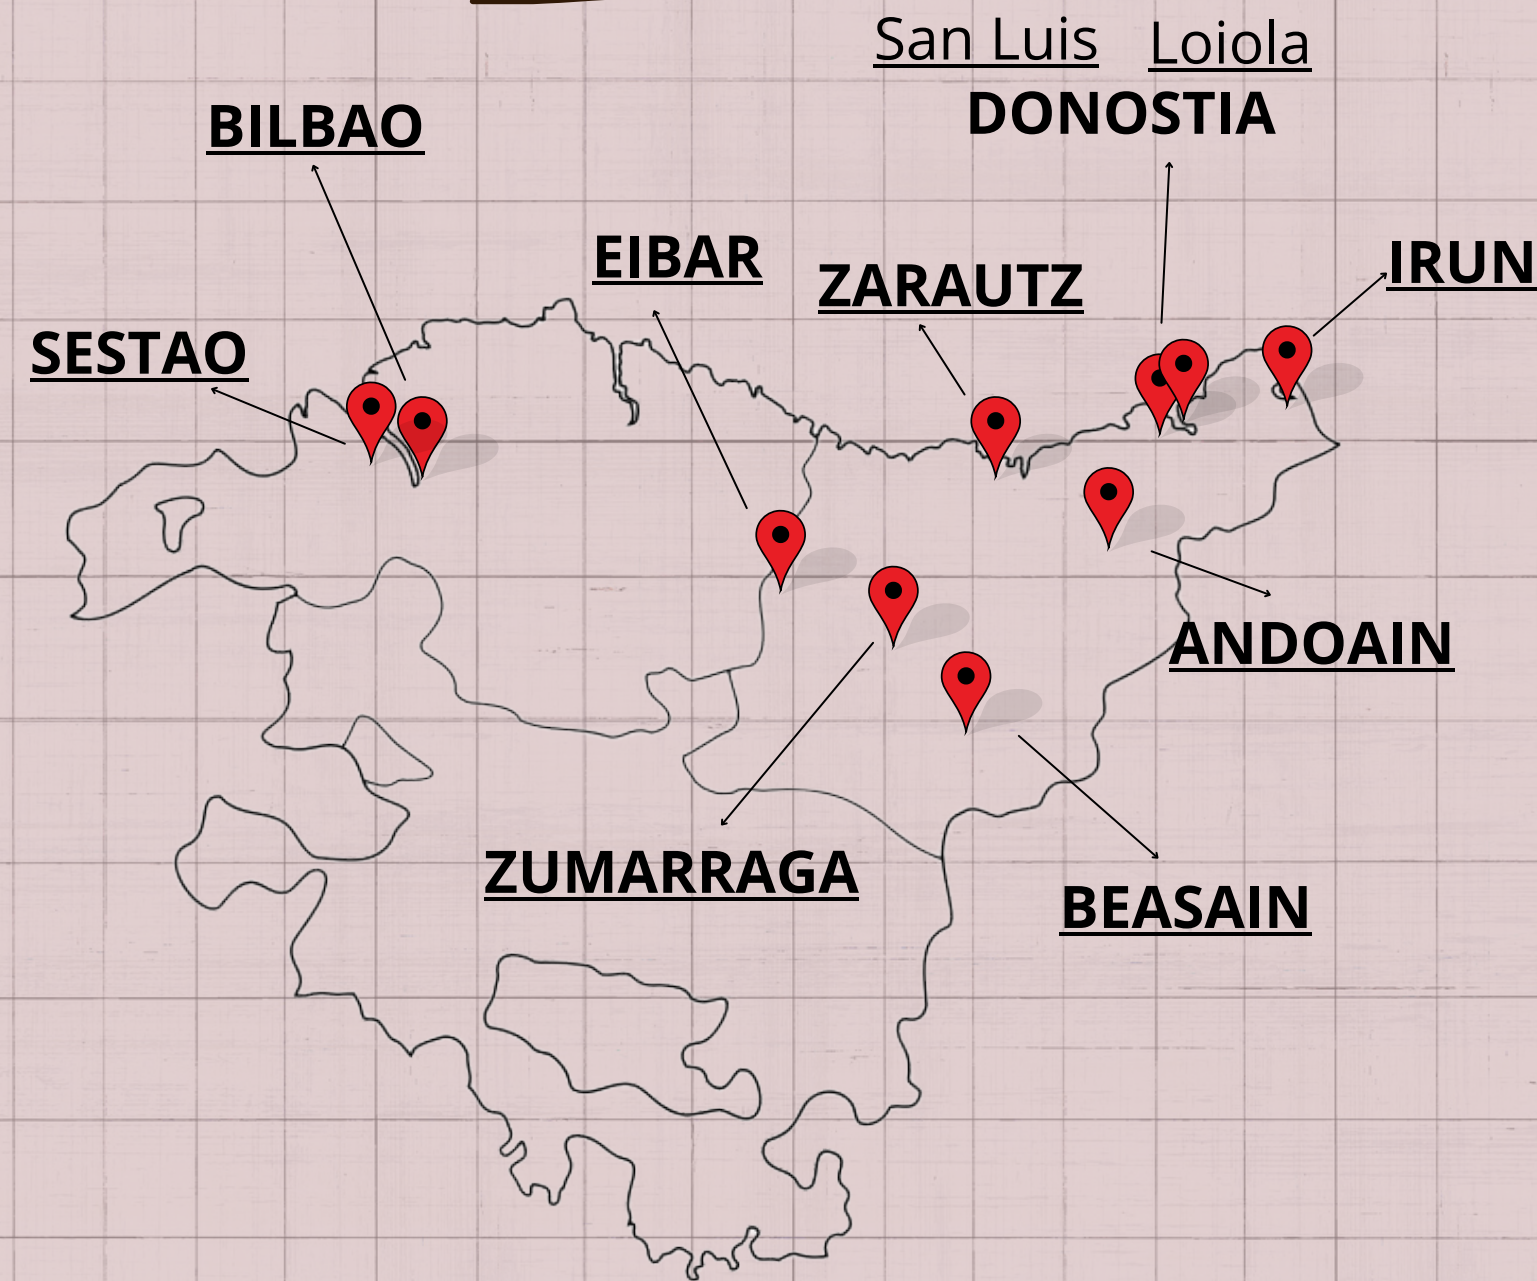 San Luis Loiola
DONOSTIA
BILBAO
EIBAR
ZARAUTZ
IRUN
SESTAO
ANDOAIN
ZUMARRAGA
BEASAIN